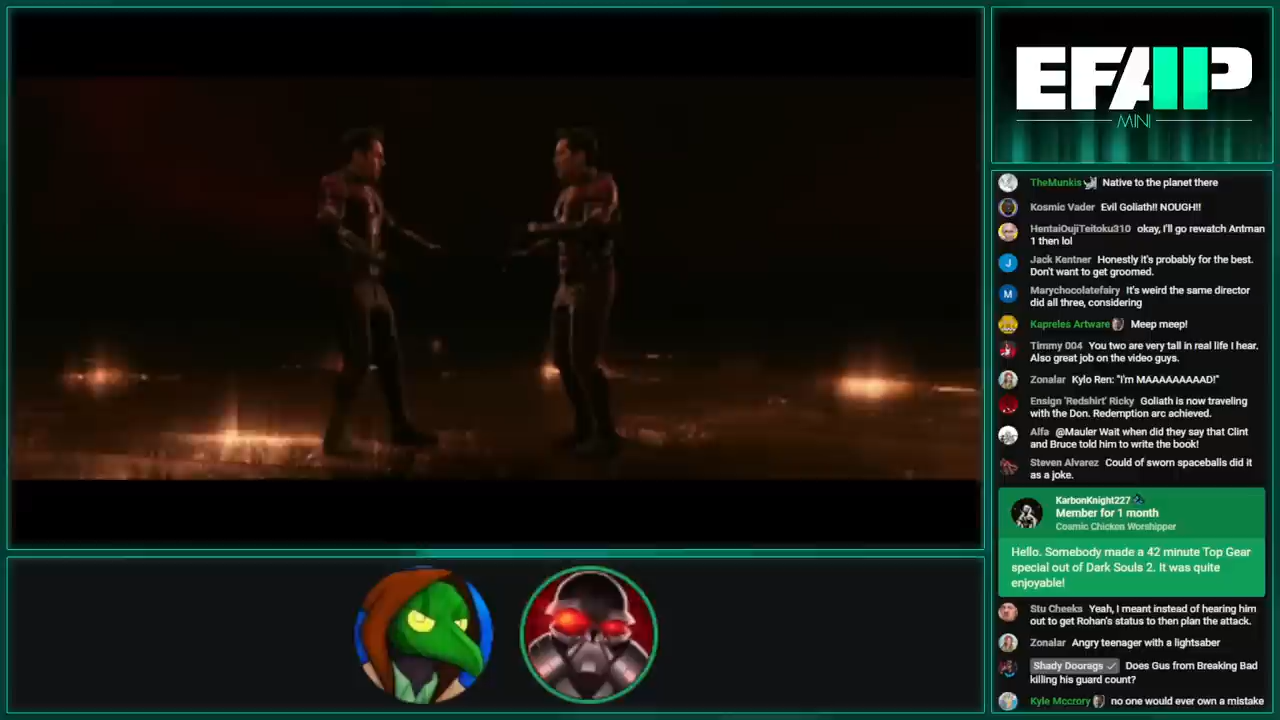 EFAP
MINI
TheMunkis Native to the planet there
Kosmic Vader Evil Goliath!! NOUGH!!
HentaiOujiTeitoku310 okay, I'll go rewatch Antman
1 then lol
Jack Kentner Honestly it's probably for the best.
Don't want to get groomed.
Marychocolatefairy It's weird the same director
did all three, considering
Kapreles Artware Meep meep!
Timmy 004 You two are very tall in real life I hear.
Also great job on the video guys.
Zonalar Kylo Ren: "I'm MAAAAAAAAAD!"
Ensign 'Redshirt' Ricky Goliath is now traveling
with the Don. Redemption arc achieved.
Alfa @Mauler Wait when did they say that Clint
and Bruce told him to write the book!
Steven Alvarez Could of sworn spaceballs did it
as a joke.
KarbonKnight227
Member for 1 month
Cosmic Chicken Worshipper
Hello. Somebody made a 42 minute Top Gear
special out of Dark Souls 2. It was quite
enjoyable!
Stu Cheeks Yeah, I meant instead of hearing him
out to get Rohan's status to then plan the attack.
Zonalar Angry teenager with a lightsaber
Shady Doorags Does Gus from Breaking Bad
killing his guard count?
Kyle Mccrory no one would ever own a mistake